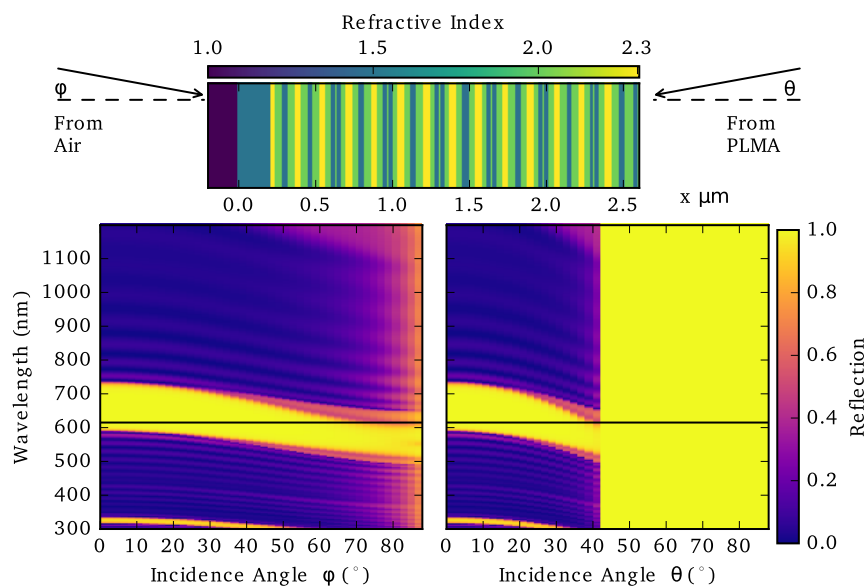 Refractive Index
1.0 1.5 2.0 2.3
φ θ
From
Air
From
PLMA
0.0 0.5 1.0 1.5 2.0 2.5
x μm
Wavelength (nm)
1100
1000
900
800
700
600
500
400
300
0 10 20 30 40 50 60 70 80
Incidence Angle φ(°)
0 10 20 30 40 50 60 70 80
Incidence Angle θ(°)
1.0
0.8
0.6
0.4
0.2
0.0
Reflection